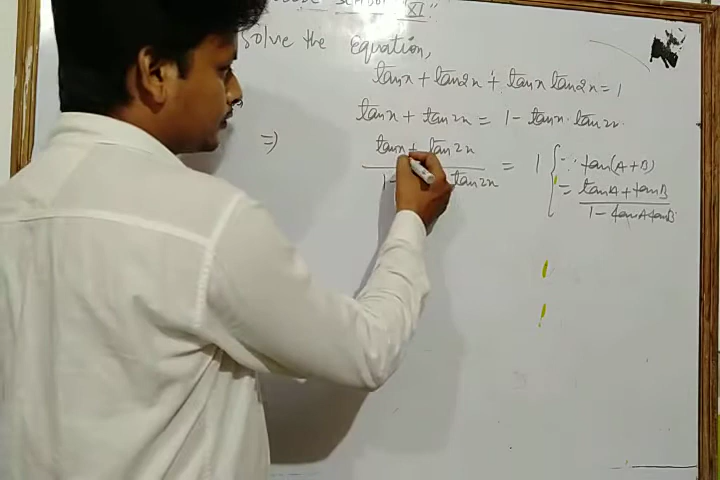 XI"
Solve the Equation,
tanx + tan2x + tanx tan2x = 1
tanx + tan2x = 1 - tanx · tan2x.
⇒ tanx + tan2x / 1 - tan2x = 1 { ∵ tan(A+B)
= tanA + tanB / 1 - tanA tanB